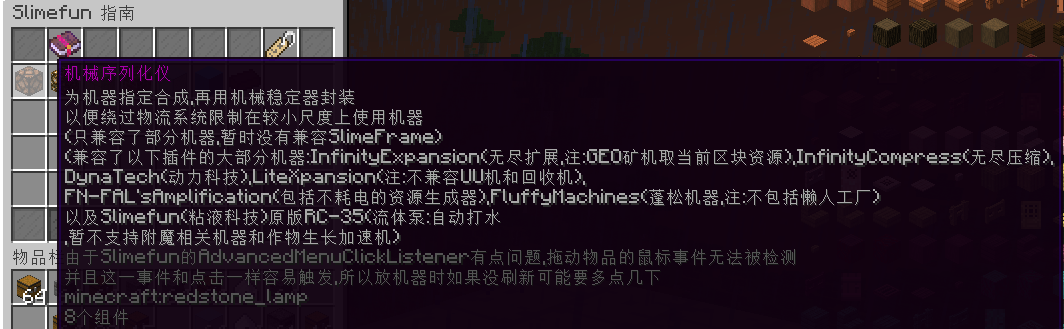 Slimefun 指南
机械序列化仪
为机器指定合成,再用机械稳定器封装
以便绕过物流系统限制在较小尺度上使用机器
(只兼容了部分机器,暂时没有兼容SlimeFrame)
(兼容了以下插件的大部分机器:InfinityExpansion(无尽扩展,注:GEO矿机取当前区块资源),InfinityCompress(无尽压缩),
DynaTech(动力科技),LiteXpansion(注:不兼容UU机和回收机),
FN-FAL'sAmplification(包括不耗电的资源生成器),FluffyMachines(蓬松机器,注:不包括懒人工厂)
以及Slimefun(粘液科技)原版RC-35(流体泵:自动打水
,暂不支持附魔相关机器和作物生长加速机)
由于Slimefun的AdvancedMenuClickListener有点问题,拖动物品的鼠标事件无法被检测
并且这一事件和点击一样容易触发,所以放机器时如果没刷新可能要多点几下
minecraft:redstone_lamp
8个组件
物品
64